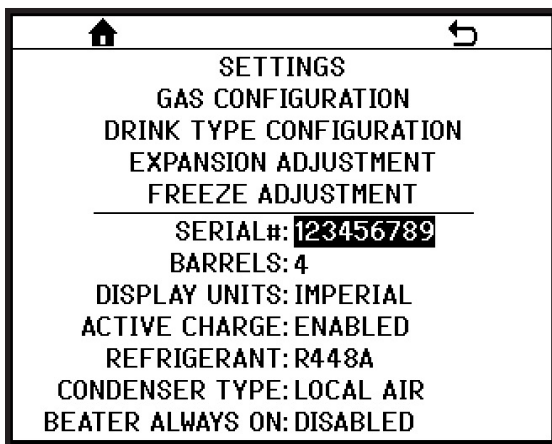 SETTINGS
GAS CONFIGURATION
DRINK TYPE CONFIGURATION
EXPANSION ADJUSTMENT
FREEZE ADJUSTMENT
SERIAL#: 123456789
BARRELS: 4
DISPLAY UNITS: IMPERIAL
ACTIVE CHARGE: ENABLED
REFRIGERANT: R448A
CONDENSER TYPE: LOCAL AIR
BEATER ALWAYS ON: DISABLED